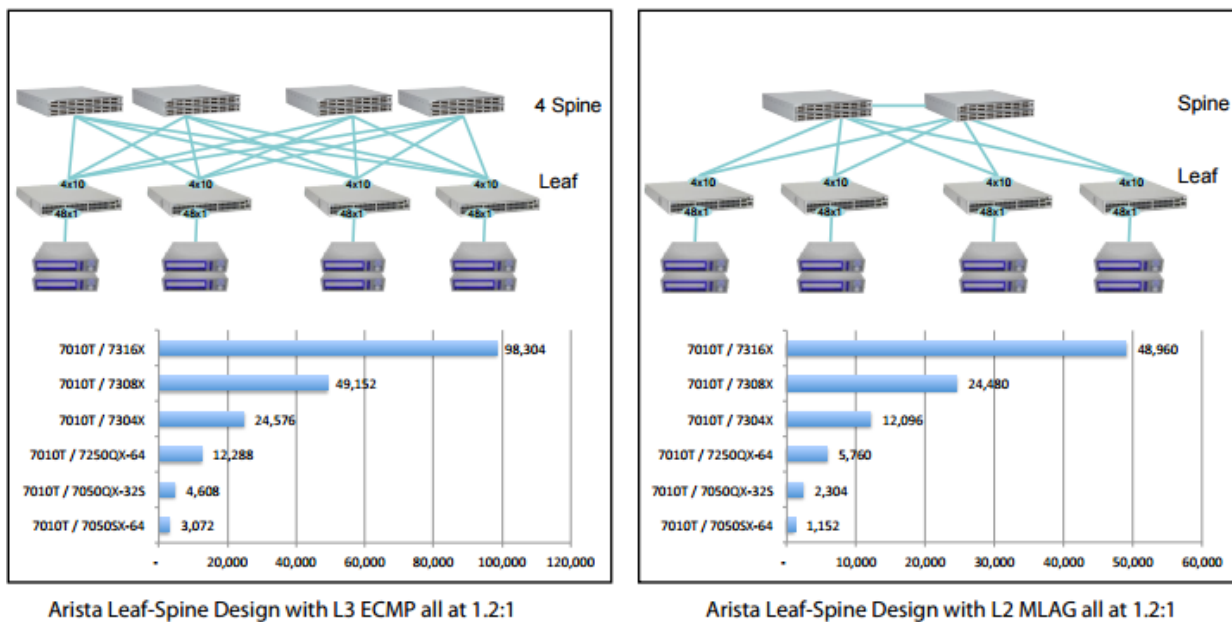 4 Spine
4x10 4x10 4x10 4x10
Leaf
48x1 48x1 48x1 48x1
7010T / 7316X 98,304
7010T / 7308X 49,152
7010T / 7304X 24,576
7010T / 7250QX-64 12,288
7010T / 7050QX-32S 4,608
7010T / 7050SX-64 3,072
- 20,000 40,000 60,000 80,000 100,000 120,000
Arista Leaf-Spine Design with L3 ECMP all at 1.2:1
Spine
4x10 4x10 4x10 4x10
Leaf
48x1 48x1 48x1 48x1
7010T / 7316X 48,960
7010T / 7308X 24,480
7010T / 7304X 12,096
7010T / 7250QX-64 5,760
7010T / 7050QX-32S 2,304
7010T / 7050SX-64 1,152
- 10,000 20,000 30,000 40,000 50,000 60,000
Arista Leaf-Spine Design with L2 MLAG all at 1.2:1